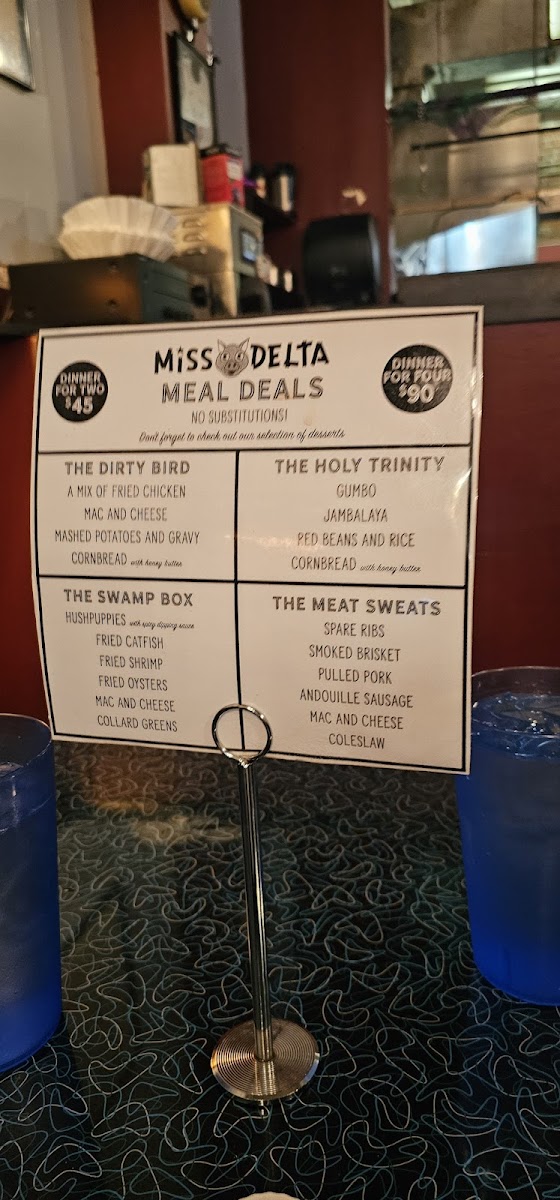 MISS DELTA
MEAL DEALS
NO SUBSTITUTIONS!
Don't forget to check out our selection of desserts
DINNER
FOR TWO
$45
DINNER
FOR FOUR
$90
THE DIRTY BIRD
A MIX OF FRIED CHICKEN
MAC AND CHEESE
MASHED POTATOES AND GRAVY
CORNBREAD with honey butter
THE HOLY TRINITY
GUMBO
JAMBALAYA
RED BEANS AND RICE
CORNBREAD with honey butter
THE SWAMP BOX
HUSHPUPPIES with spicy dipping sauce
FRIED CATFISH
FRIED SHRIMP
FRIED OYSTERS
MAC AND CHEESE
COLLARD GREENS
THE MEAT SWEATS
SPARE RIBS
SMOKED BRISKET
PULLED PORK
ANDOUILLE SAUSAGE
MAC AND CHEESE
COLESLAW